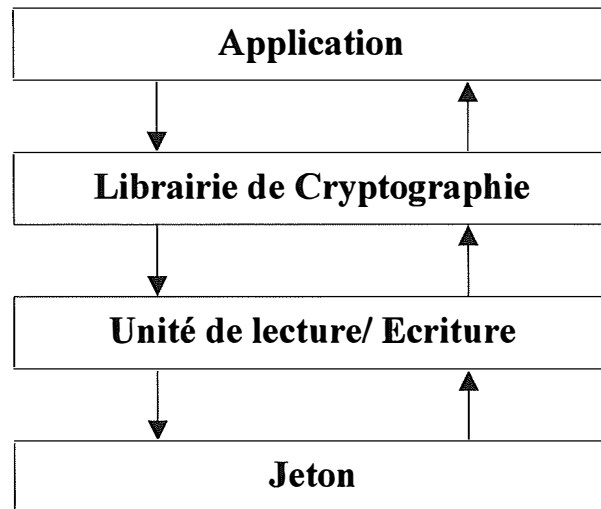 Application
Librairie de Cryptographie
Unité de lecture/ Ecriture
Jeton